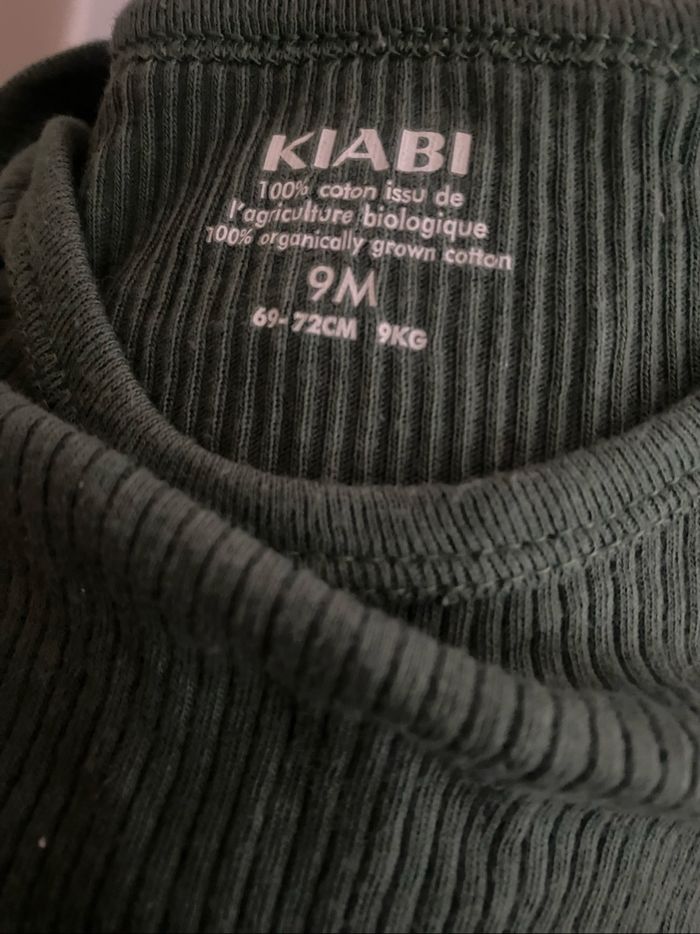 KIABI
100% coton issu de
l'agriculture biologique
100% organically grown cotton
9M
69-72CM 9KG